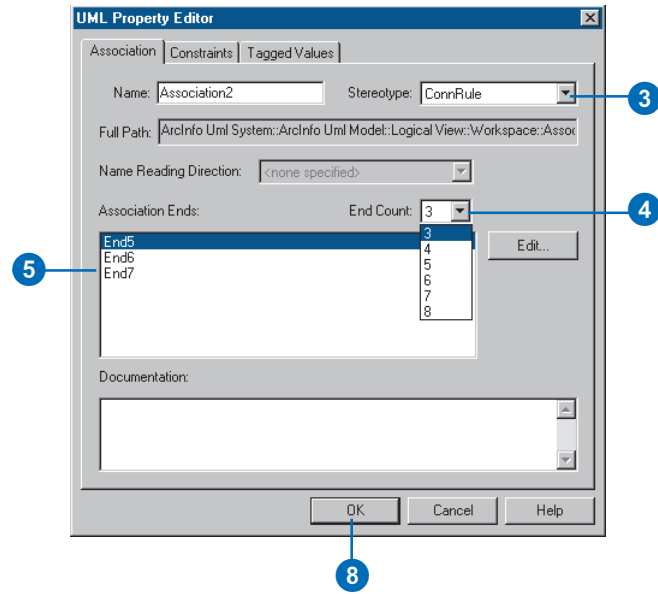 UML Property Editor
Association Constraints Tagged Values
Name: Association2 Stereotype: ConnRule
3
Full Path: ArcInfo Uml System::ArcInfo Uml Model::Logical View::Workspace::Assoc
Name Reading Direction: <none specified>
Association Ends: End Count: 3
4
End5
End6
End7
3
4
5
6
7
8
Edit...
5
Documentation:
OK Cancel Help
8